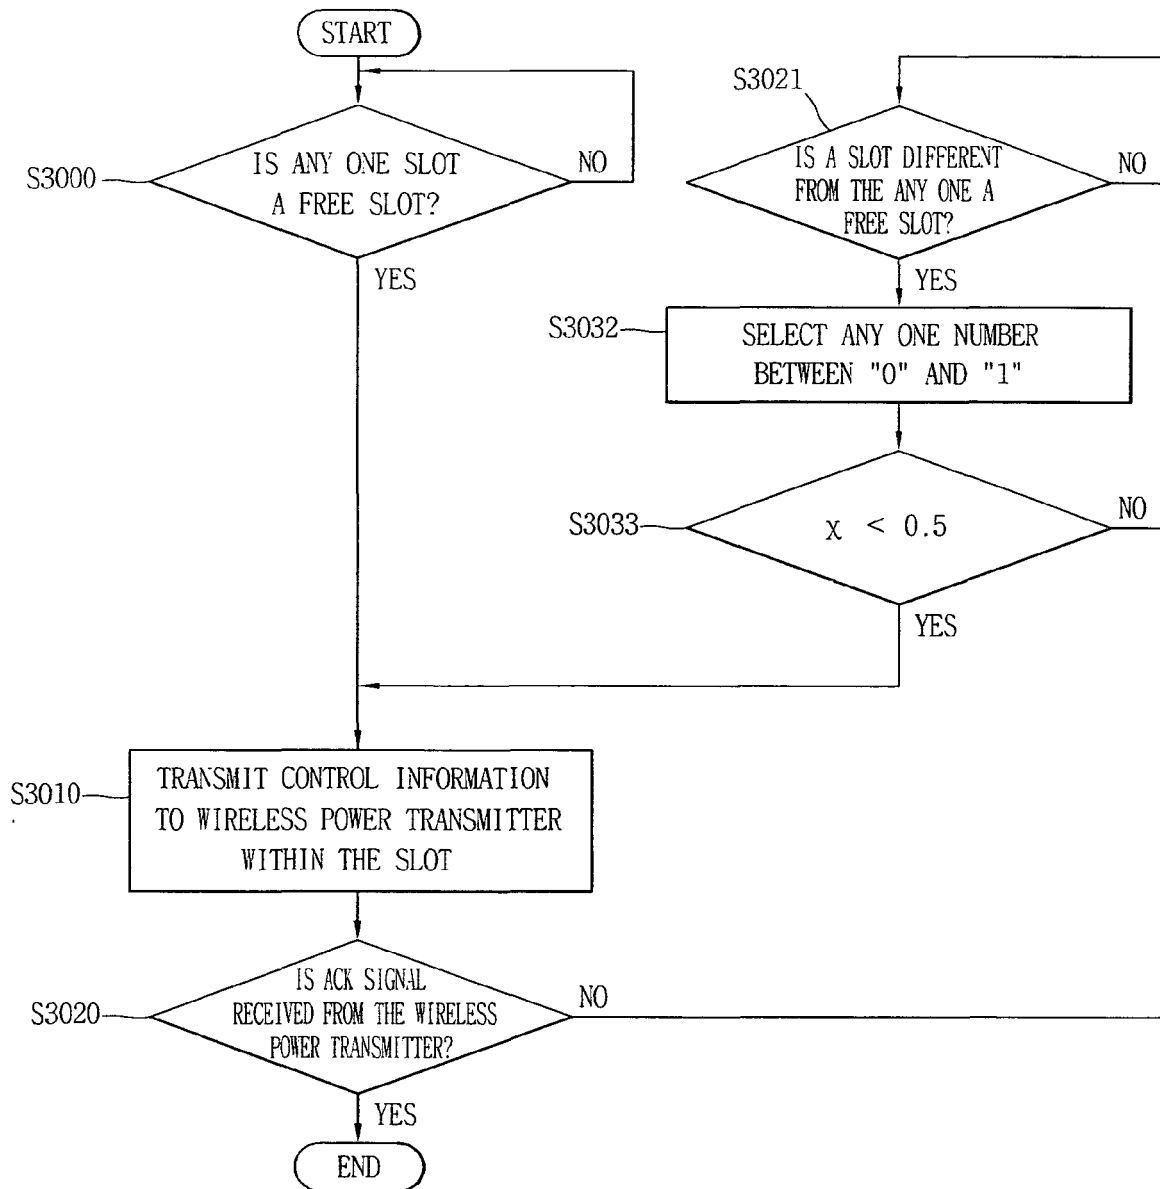 START
S3000
IS ANY ONE SLOT
A FREE SLOT?
NO
YES
S3021
IS A SLOT DIFFERENT
FROM THE ANY ONE A
FREE SLOT?
NO
YES
S3032
SELECT ANY ONE NUMBER
BETWEEN "0" AND "1"
S3033
x < 0.5
NO
YES
S3010
TRANSMIT CONTROL INFORMATION
TO WIRELESS POWER TRANSMITTER
WITHIN THE SLOT
S3020
IS ACK SIGNAL
RECEIVED FROM THE WIRELESS
POWER TRANSMITTER?
NO
YES
END